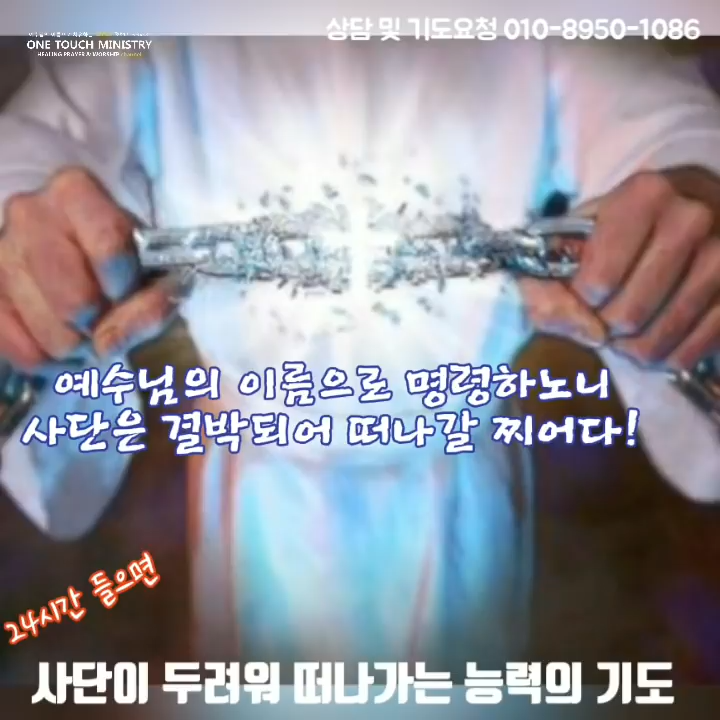 상담 및 기도요청 010-8950-1086
ONE TOUCH MINISTRY
HEALING PRAYER & WORSHIP channel
예수님의 이름으로 명령하노니
사단은 결박되어 떠나갈 찌어다!
24시간 들으면
사단이 두려워 떠나가는 능력의 기도